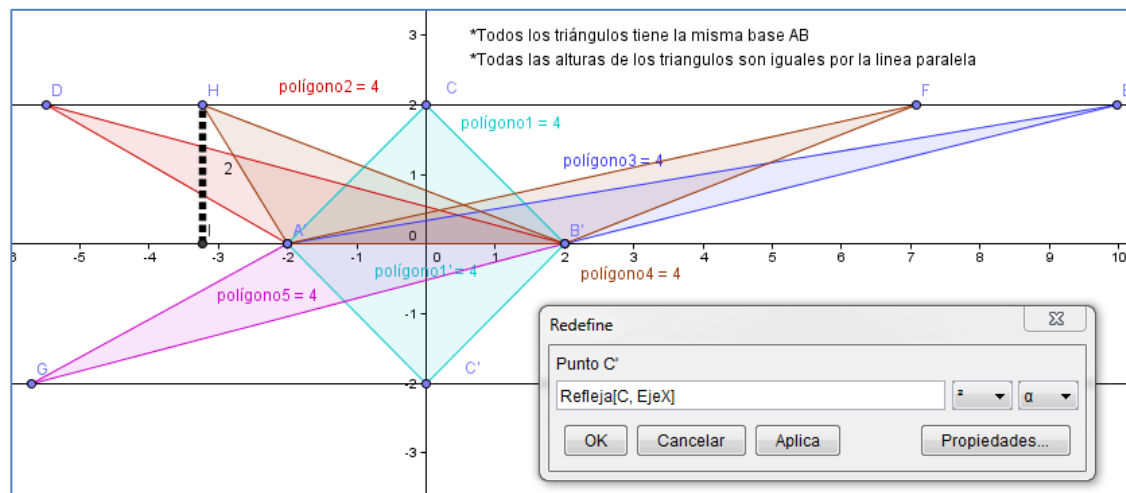 3
*Todos los triángulos tiene la misma base AB
*Todas las alturas de los triangulos son iguales por la linea paralela
D
H
polígono2 = 4
2
C
F
E
polígono1 = 4
polígono3 = 4
2
1
I
A'
0
B'
-5
-4
-3
-2
-1
0
1
2
3
4
5
6
7
8
9
10
polígono1' = 4
polígono4 = 4
polígono5 = 4
-1
G
-2
C'
-3
Redefine
Punto C'
Refleja[C, EjeX]
²
α
OK
Cancelar
Aplica
Propiedades...